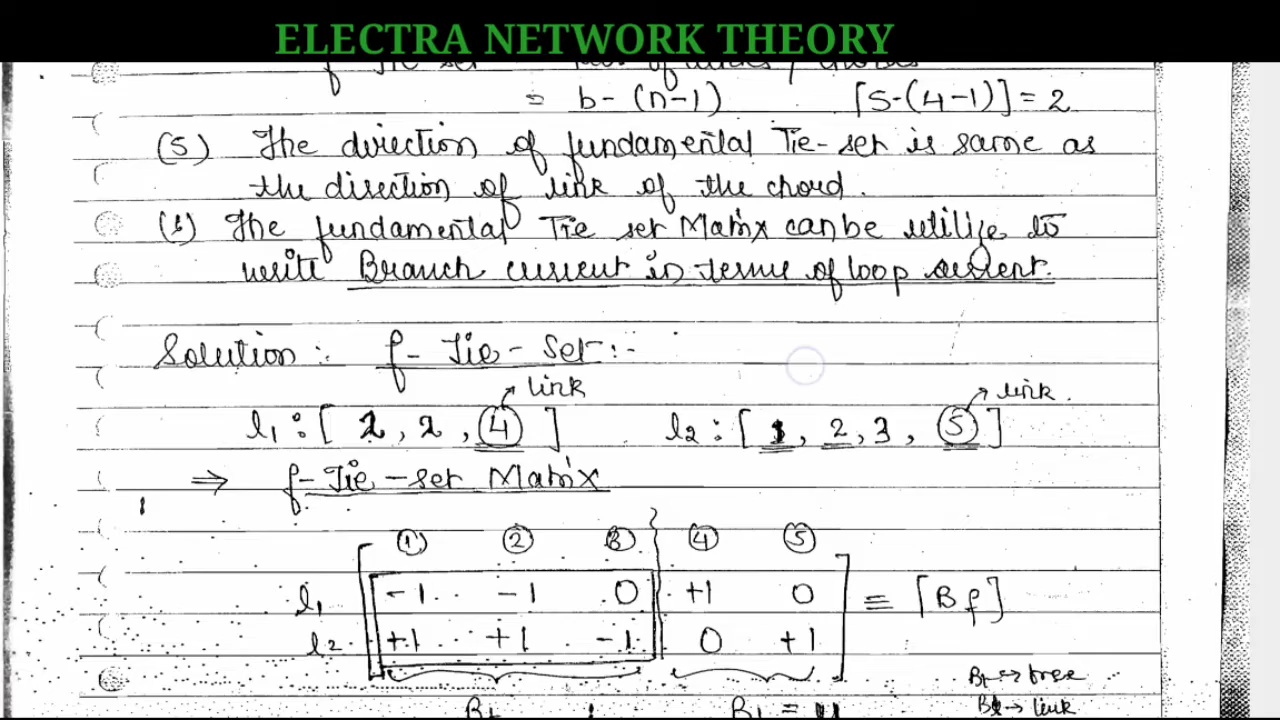 ELECTRA NETWORK THEORY
= b- (n-1) [5-(4-1)] = 2
(5) The direction of fundamental Tie-set is same as
the direction of link of the chord.
The fundamental Tie set Matrix can be utilize to
write Branch current in terms of loop current.
Solution :- f- Tie- Set :-
link link.
l1 : [ 1, 2, 4 ] l2 : [ 1, 2, 3, 5 ]
⇒ f- Tie -set Matrix
① ② ③ ④ ⑤
l1 -1 -1 0 +1 0 ≡ [Bf]
l2 +1 +1 -1 0 +1
Bt → tree
Bt Bl = u Bl → link